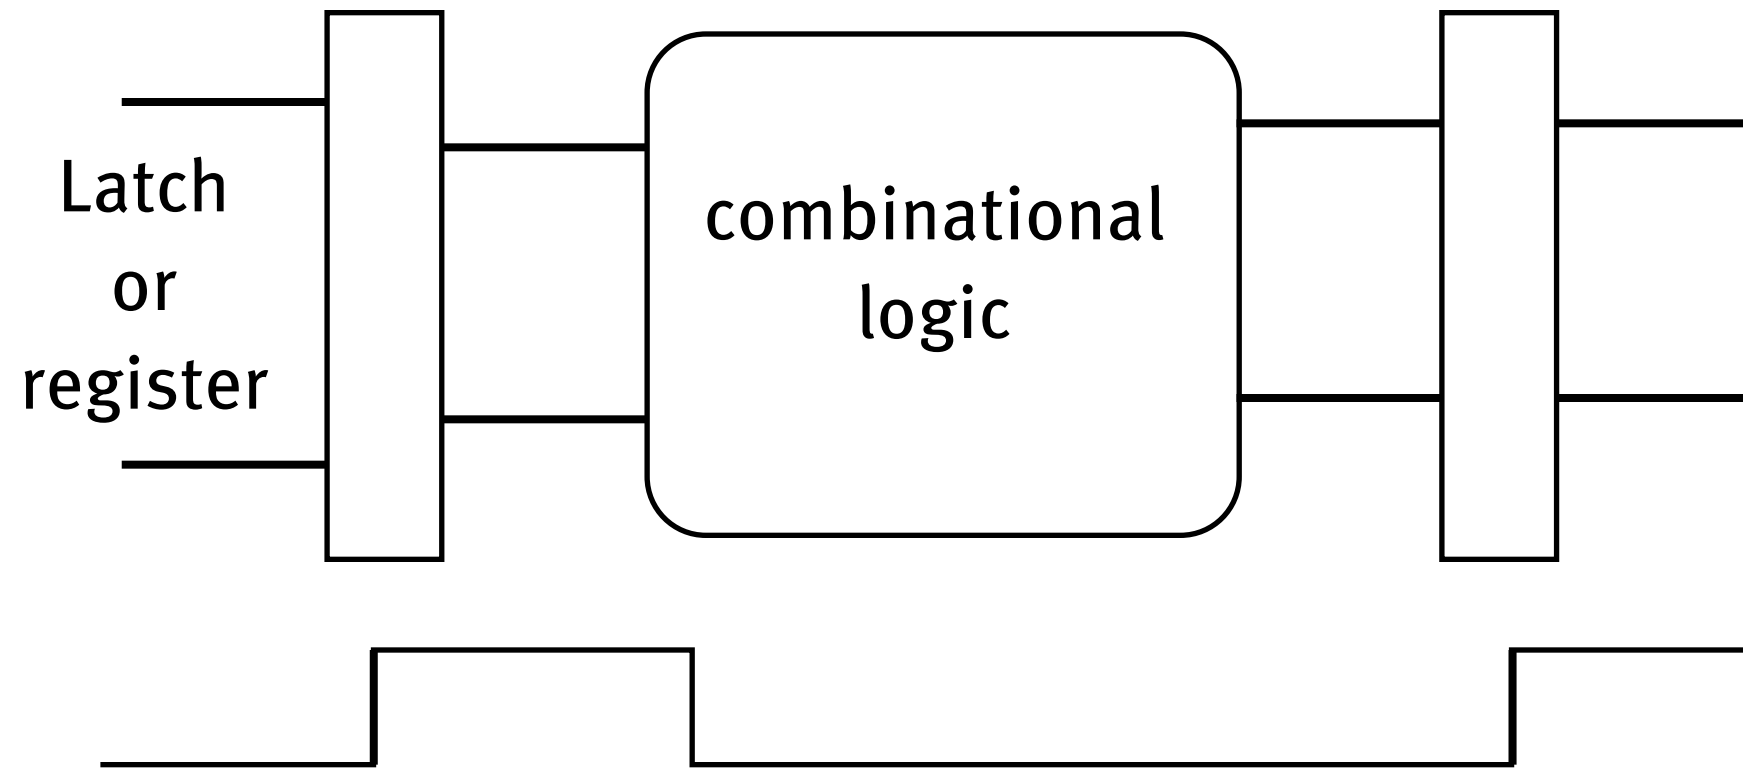 Latch
or
register
combinational
logic